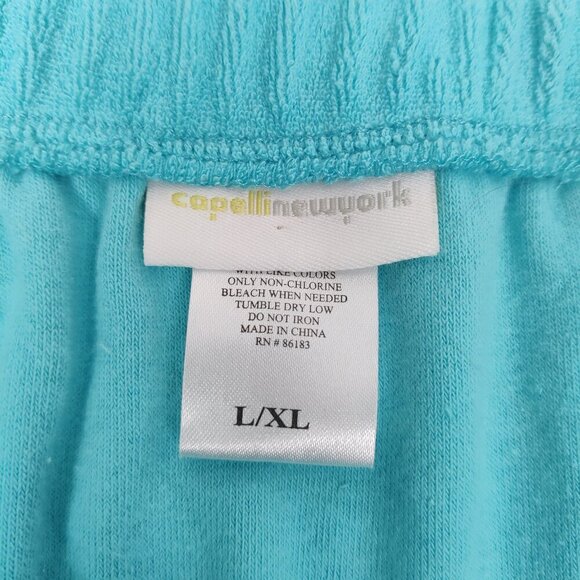 capellinewyork
WITH LIKE COLORS
ONLY NON-CHLORINE
BLEACH WHEN NEEDED
TUMBLE DRY LOW
DO NOT IRON
MADE IN CHINA
RN # 86183
L/XL